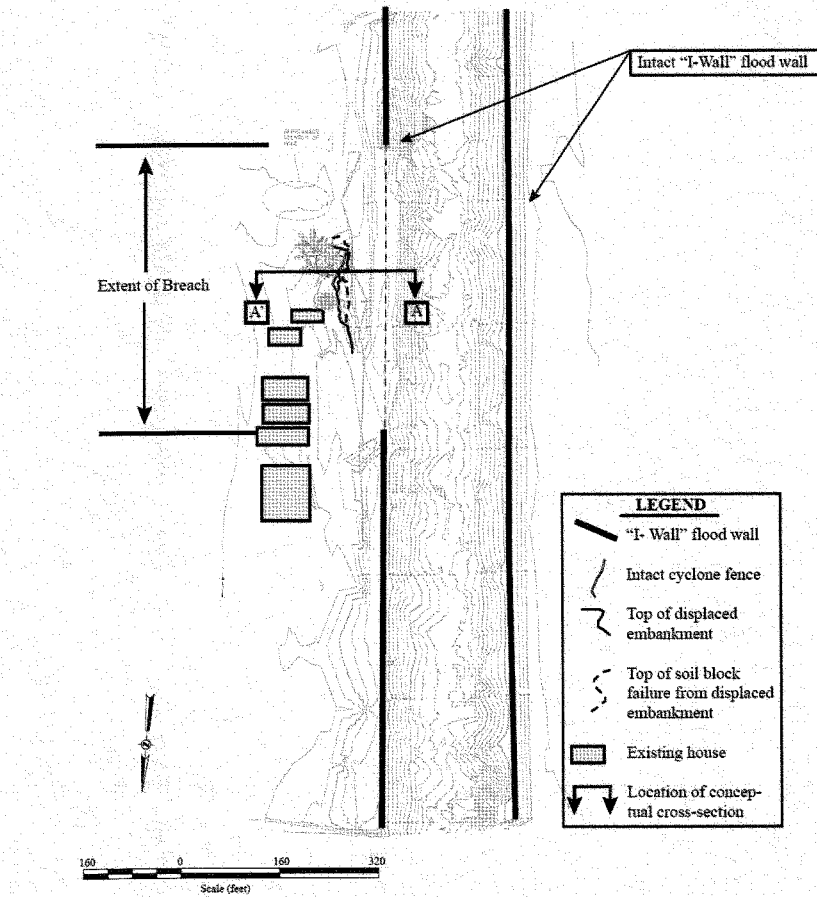 Intact “I-Wall” flood wall
Extent of Breach
A'
A
LEGEND
“I- Wall” flood wall
Intact cyclone fence
Top of displaced
embankment
Top of soil block
failure from displaced
embankment
Existing house
Location of concep-
tual cross-section
160 0 160 320
Scale (feet)